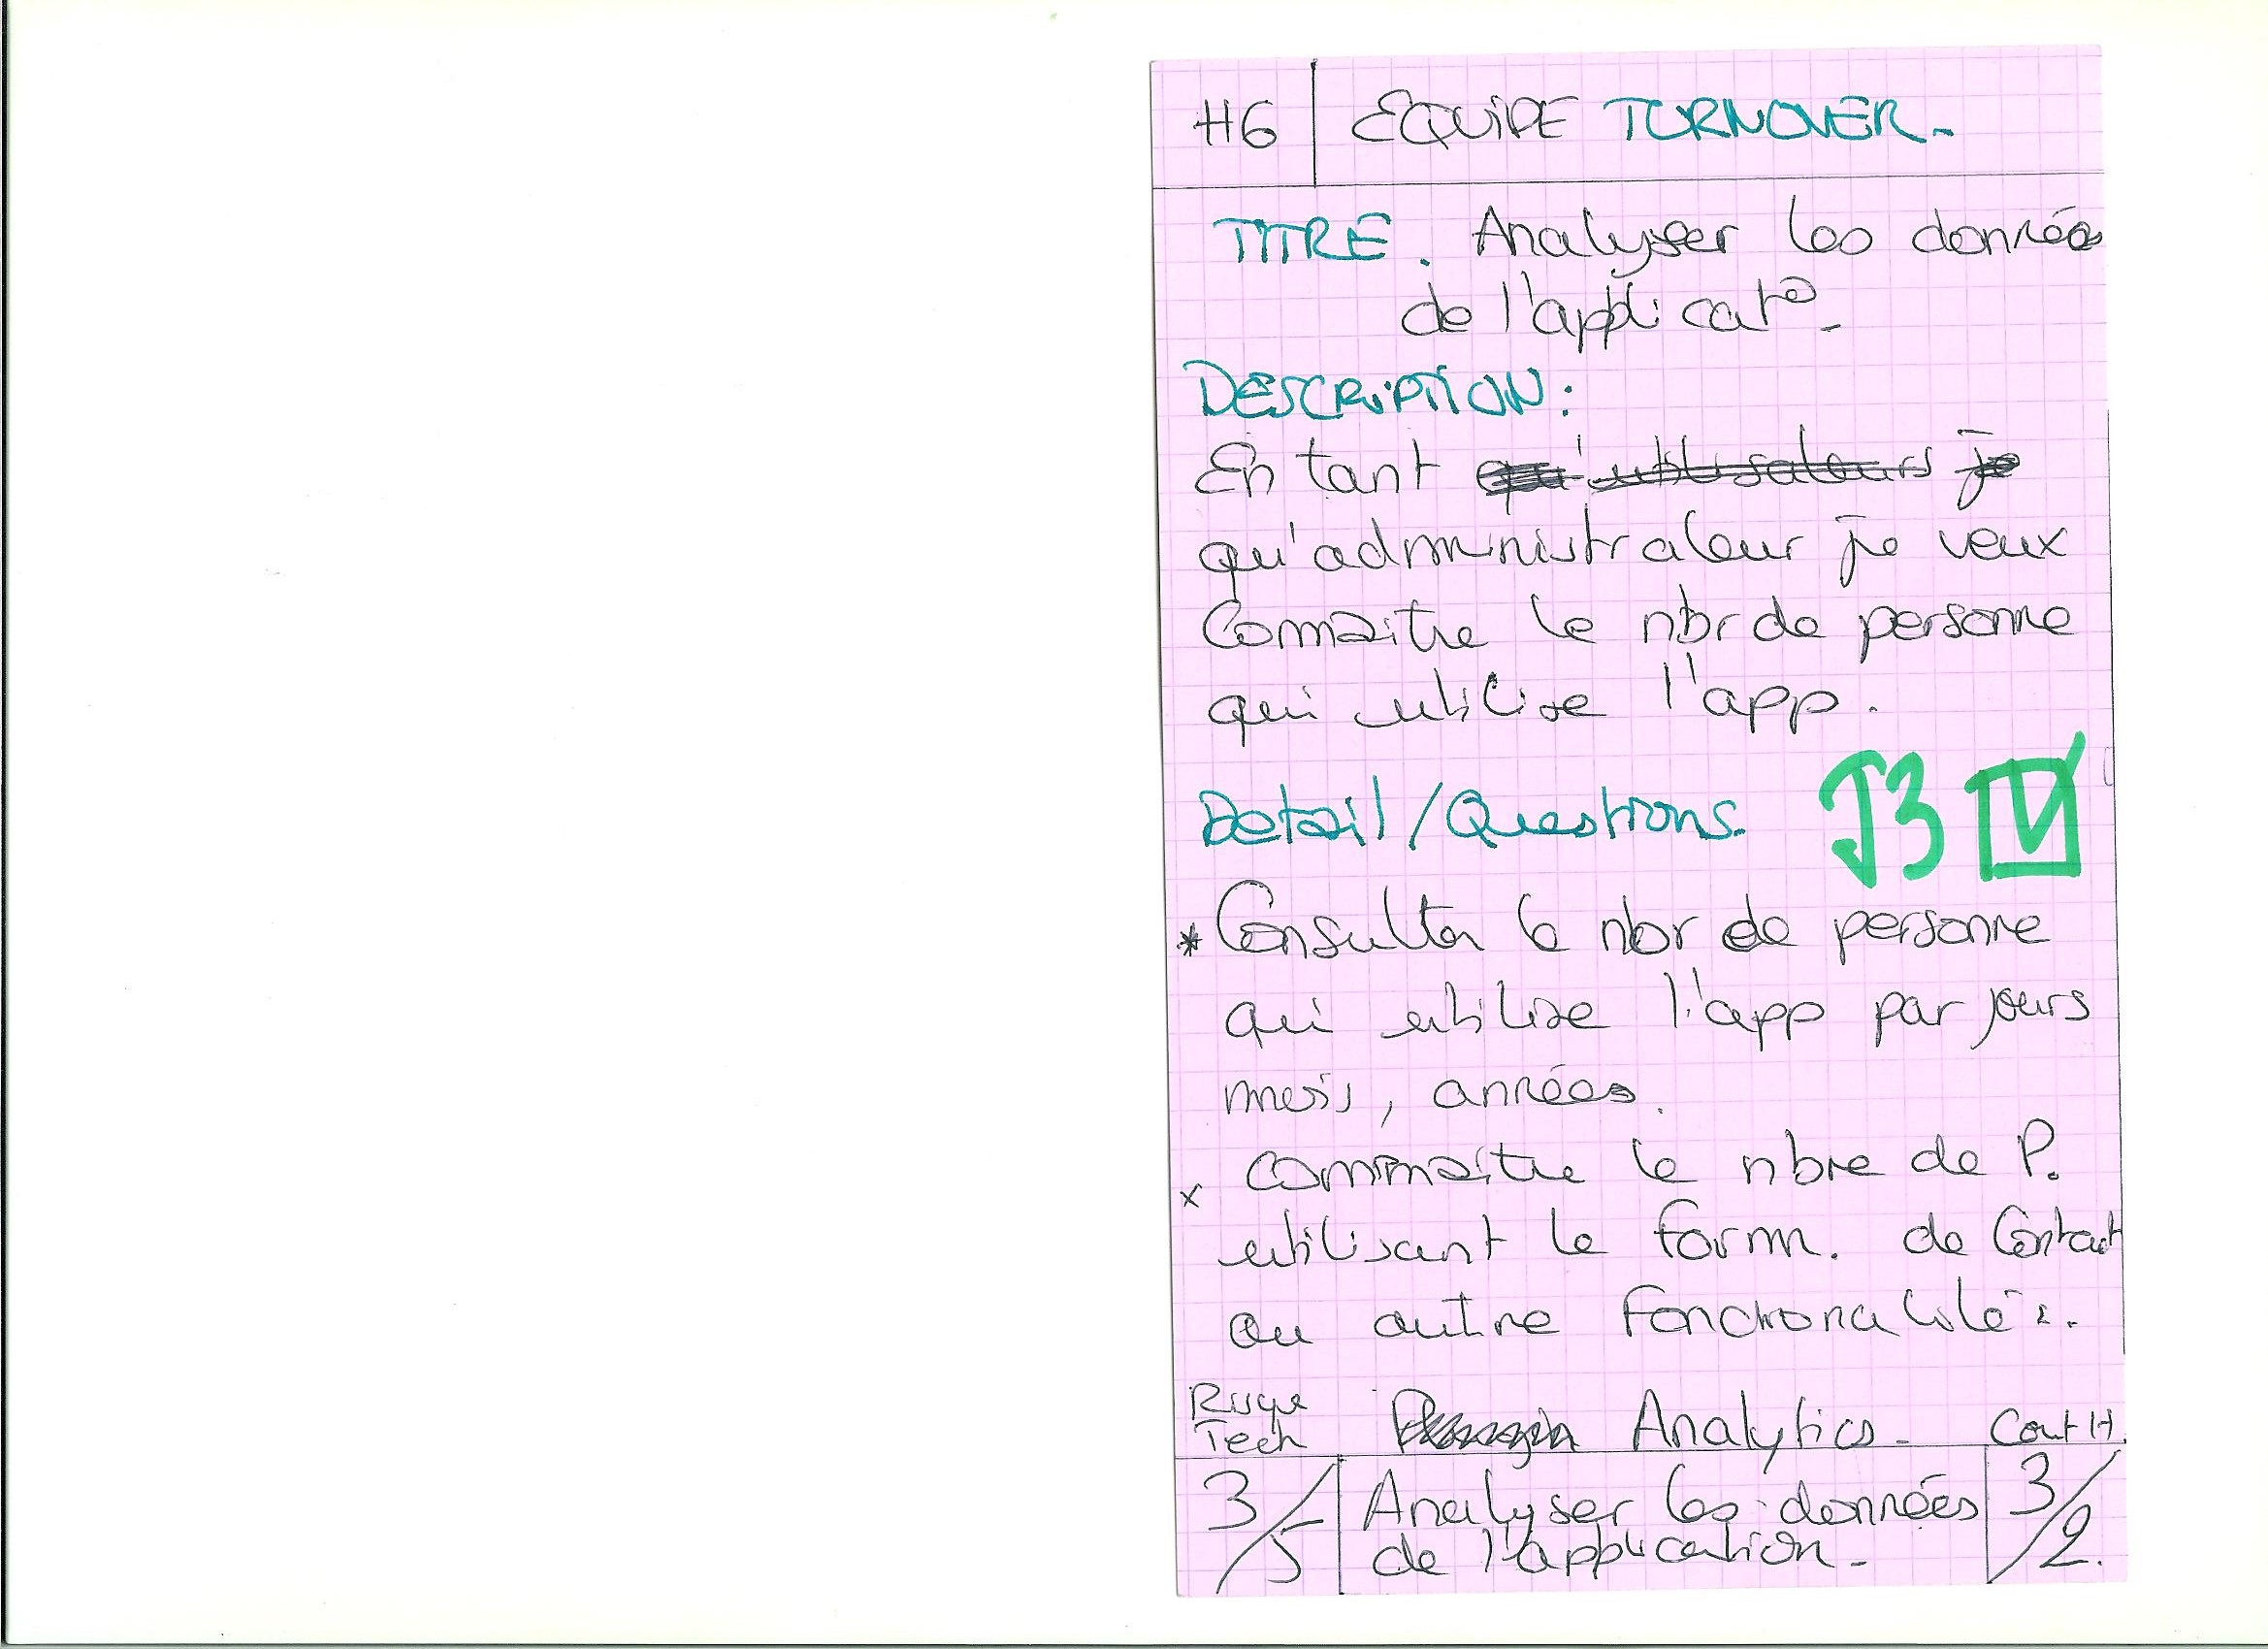 #6 EQUIPE TURNOVER-
TITRE. Analyser les données
de l'applicat°-
DESCRIPTION:
En tant qu'utilisateurs je
qu'administrateur je veux
Connaitre le nbr de personne
qui utilise l'app.
Detail/Questions. J3
* Consulter le nbr de personne
qui utilise l'app par jours
mois, années.
x connaitre le nbre de P.
utilisant le form. de Contact
ou autre fonctionalité.
Risque
Tech Analytics- Cout H.
3/5 Analyser les données 3/2.
de l'application-